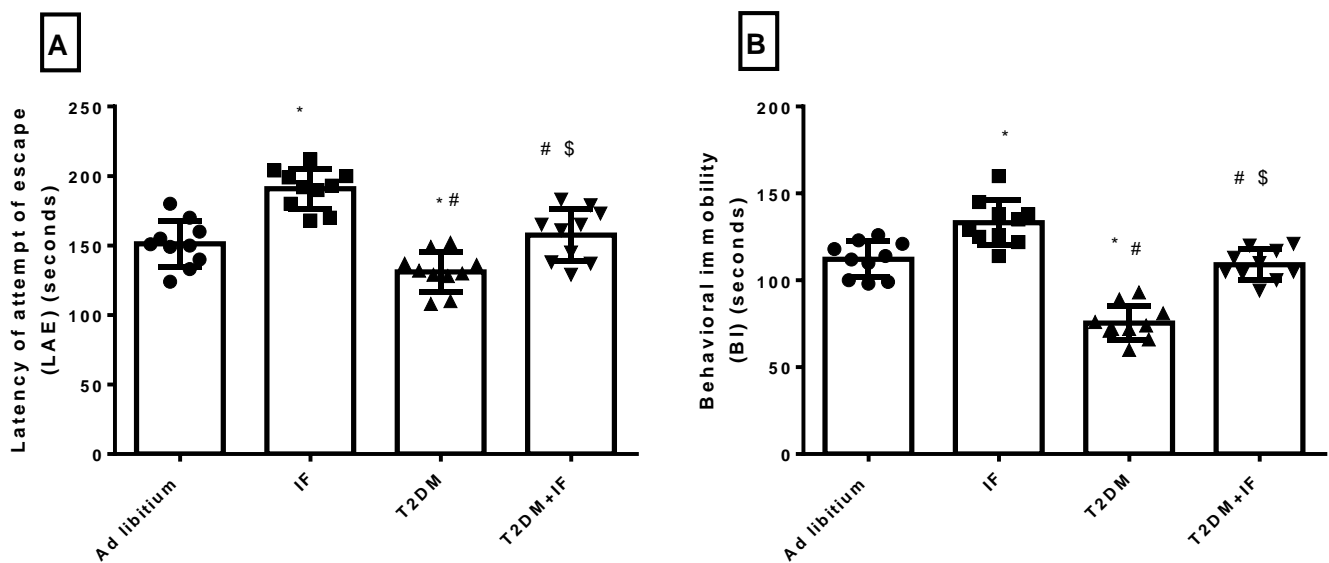 A
Latency of attempt of escape
(LAE) (seconds)
250
200
150
100
50
0
*
* #
# $
Ad libitium
IF
T2DM
T2DM+IF
B
Behavioral immobility
(BI) (seconds)
200
150
100
50
0
*
* #
# $
Ad libitium
IF
T2DM
T2DM+IF